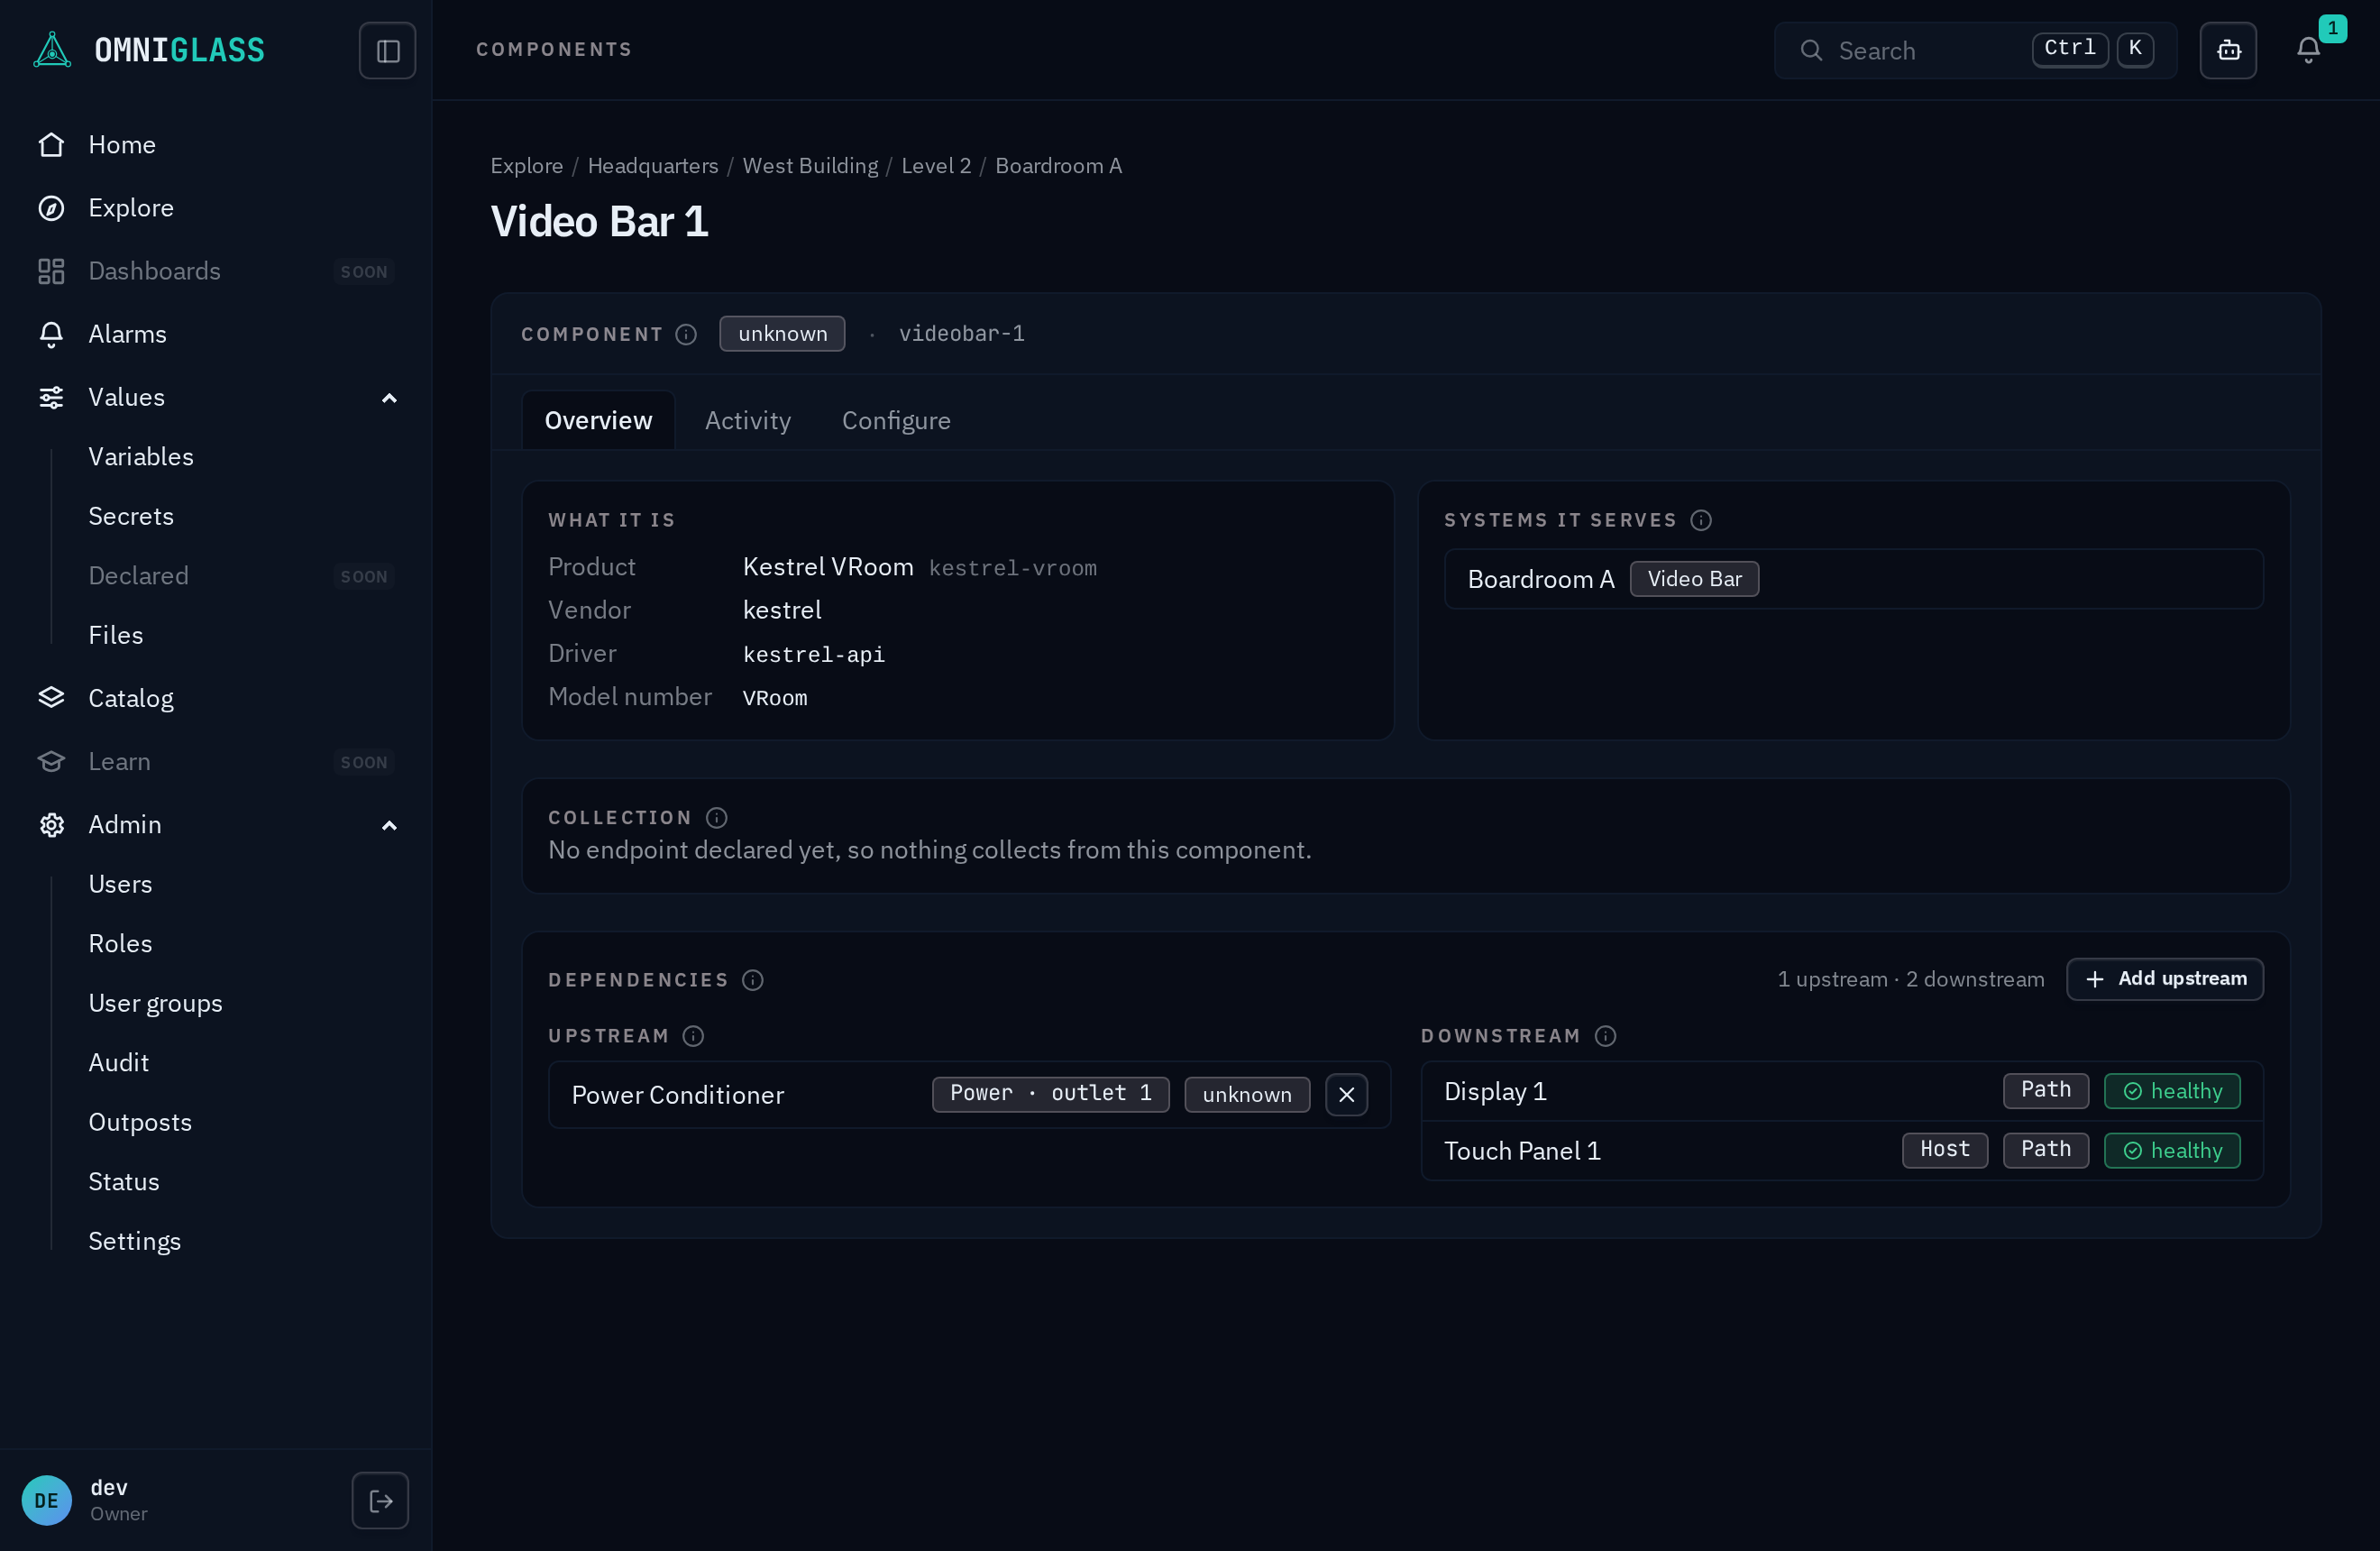 OMNIGLASS
COMPONENTS
Search
Ctrl K
1
Home
Explore
Dashboards SOON
Alarms
Values
Variables
Secrets
Declared SOON
Files
Catalog
Learn SOON
Admin
Users
Roles
User groups
Audit
Outposts
Status
Settings
DE
dev
Owner
Explore / Headquarters / West Building / Level 2 / Boardroom A
Video Bar 1
COMPONENT unknown · videobar-1
Overview Activity Configure
WHAT IT IS
Product Kestrel VRoom kestrel-vroom
Vendor kestrel
Driver kestrel-api
Model number VRoom
SYSTEMS IT SERVES
Boardroom A Video Bar
COLLECTION
No endpoint declared yet, so nothing collects from this component.
DEPENDENCIES
1 upstream · 2 downstream
Add upstream
UPSTREAM
Power Conditioner Power · outlet 1 unknown
DOWNSTREAM
Display 1 Path healthy
Touch Panel 1 Host Path healthy